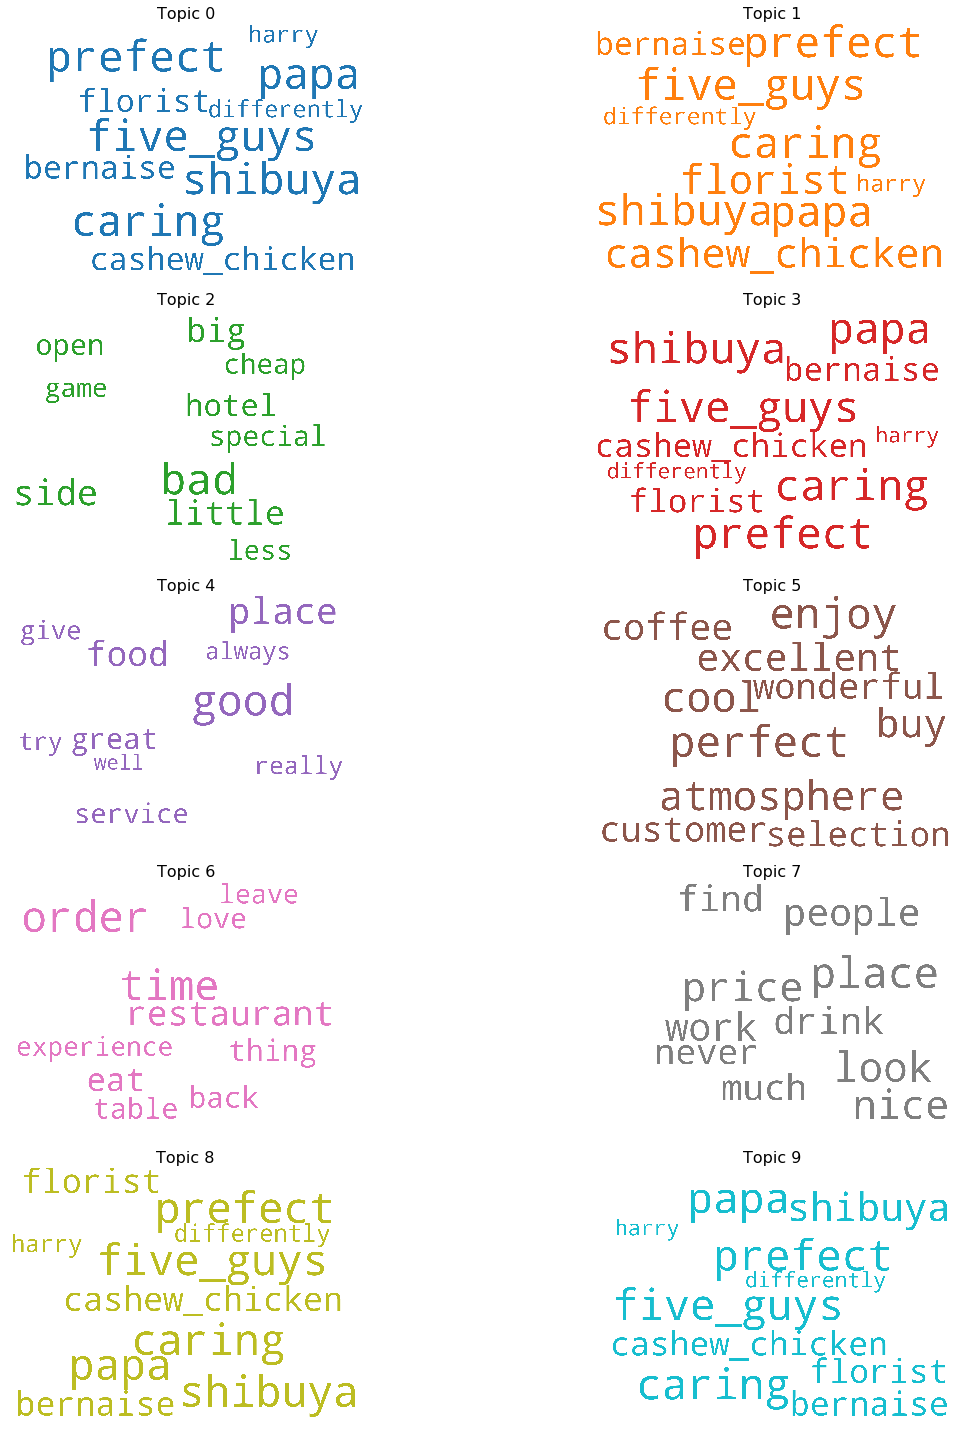 Topic 0
harry
prefect
papa
florist
differently
five_guys
bernaise
shibuya
caring
cashew_chicken
Topic 1
bernaise
prefect
five_guys
differently
caring
florist
harry
shibuya
papa
cashew_chicken
Topic 2
big
open
cheap
game
hotel
special
bad
side
little
less
Topic 3
papa
shibuya
bernaise
five_guys
cashew_chicken
harry
differently
caring
florist
prefect
Topic 4
place
give
food
always
good
try
great
well
really
service
Topic 5
enjoy
coffee
excellent
wonderful
cool
buy
perfect
atmosphere
customer
selection
Topic 6
leave
order
love
time
restaurant
experience
thing
eat
back
table
Topic 7
find
people
place
price
work
drink
never
look
much
nice
Topic 8
florist
prefect
differently
harry
five_guys
cashew_chicken
caring
papa
shibuya
bernaise
Topic 9
papa
shibuya
harry
prefect
differently
five_guys
cashew_chicken
florist
caring
bernaise